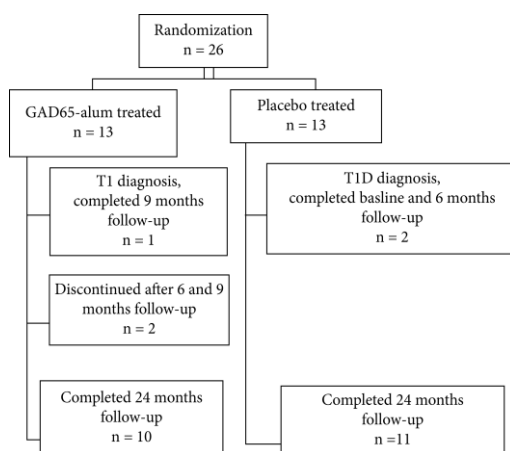 Randomization
n = 26
GAD65-alum treated
n = 13
Placebo treated
n = 13
T1 diagnosis,
completed 9 months
follow-up
n = 1
T1D diagnosis,
completed basline and 6 months
follow-up
n = 2
Discontinued after 6 and 9
months follow-up
n = 2
Completed 24 months
follow-up
n = 10
Completed 24 months
follow-up
n =11